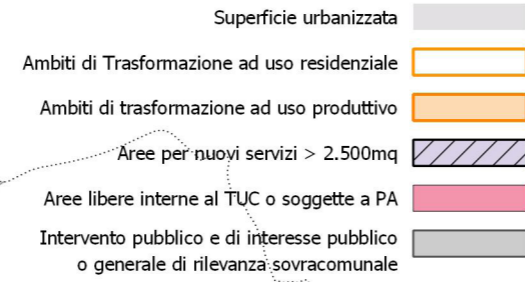 Superficie urbanizzata
Ambiti di Trasformazione ad uso residenziale
Ambiti di trasformazione ad uso produttivo
Aree per nuovi servizi > 2.500mq
Aree libere interne al TUC o soggette a PA
Intervento pubblico e di interesse pubblico
o generale di rilevanza sovracomunale